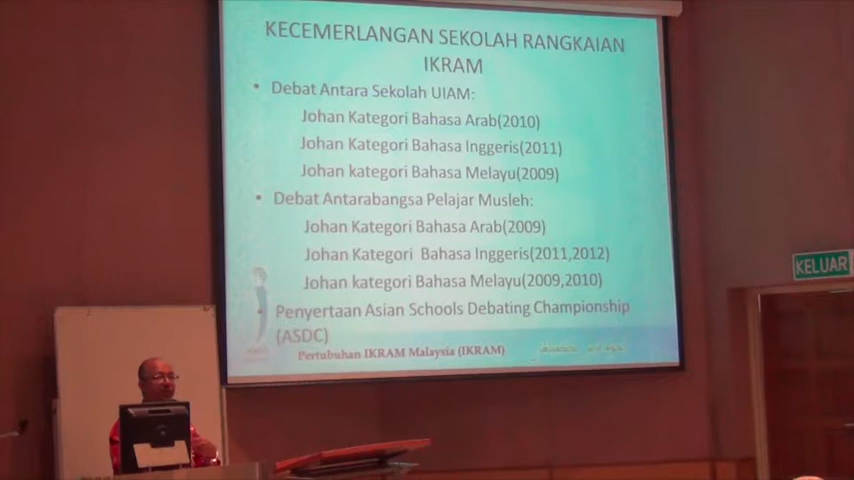 KECEMERLANGAN SEKOLAH RANGKAIAN
IKRAM
• Debat Antara Sekolah UIAM:
Johan Kategori Bahasa Arab(2010)
Johan Kategori Bahasa Inggeris(2011)
Johan kategori Bahasa Melayu(2009)
• Debat Antarabangsa Pelajar Musleh:
Johan Kategori Bahasa Arab(2009)
Johan Kategori Bahasa Inggeris(2011,2012)
Johan kategori Bahasa Melayu(2009,2010)
Penyertaan Asian Schools Debating Championship
(ASDC)
Pertubuhan IKRAM Malaysia (IKRAM)
KELUAR